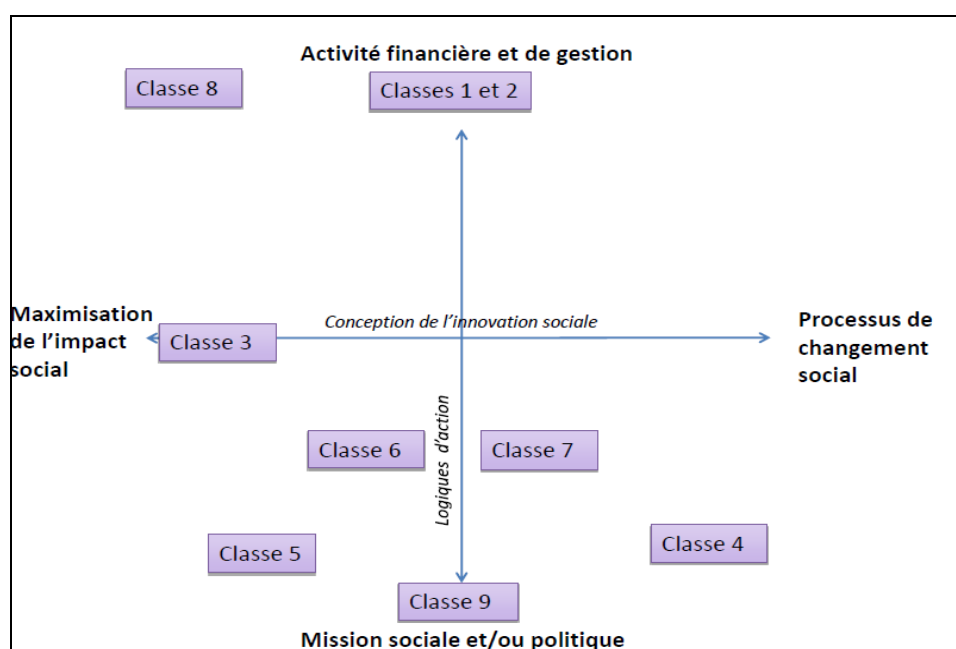 Activité financière et de gestion
Classe 8
Classes 1 et 2
Maximisation
de l'impact
social
Classe 3
Conception de l'innovation sociale
Processus de
changement
social
Logiques d'action
Classe 6
Classe 7
Classe 5
Classe 4
Classe 9
Mission sociale et/ou politique